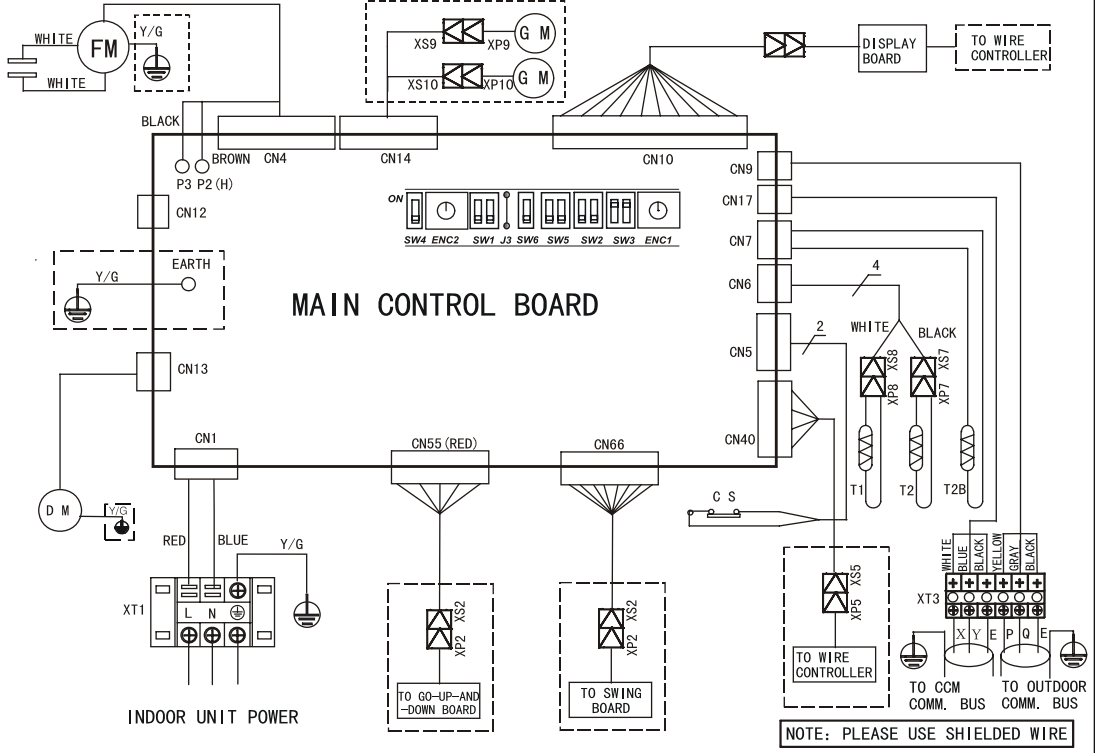 WHITE
FM
Y/G
WHITE
BLACK
BROWN
P3 P2(H)
CN4
XS9 XP9 G M
XS10 XP10 G M
CN14
CN10
DISPLAY
BOARD
TO WIRE
CONTROLLER
CN12
Y/G
EARTH
CN13
ON
SW4 ENC2 SW1 J3 SW6 SW5 SW2 SW3 ENC1
MAIN CONTROL BOARD
CN9
CN17
CN7
CN6
CN5
CN40
4
2
WHITE
BLACK
XS8
XP8
XS7
XP7
T1 T2 T2B
CN1
CN55(RED)
CN66
D M
Y/G
RED
BLUE
Y/G
XT1
L N
INDOOR UNIT POWER
XS2
XP2
TO GO-UP-AND
-DOWN BOARD
XS2
XP2
TO SWING
BOARD
C S
XS5
XP5
TO WIRE
CONTROLLER
WHITE
BLUE
BLACK
YELLOW
GRAY
BLACK
XT3
X Y E P Q E
TO CCM
COMM. BUS
TO OUTDOOR
COMM. BUS
NOTE: PLEASE USE SHIELDED WIRE